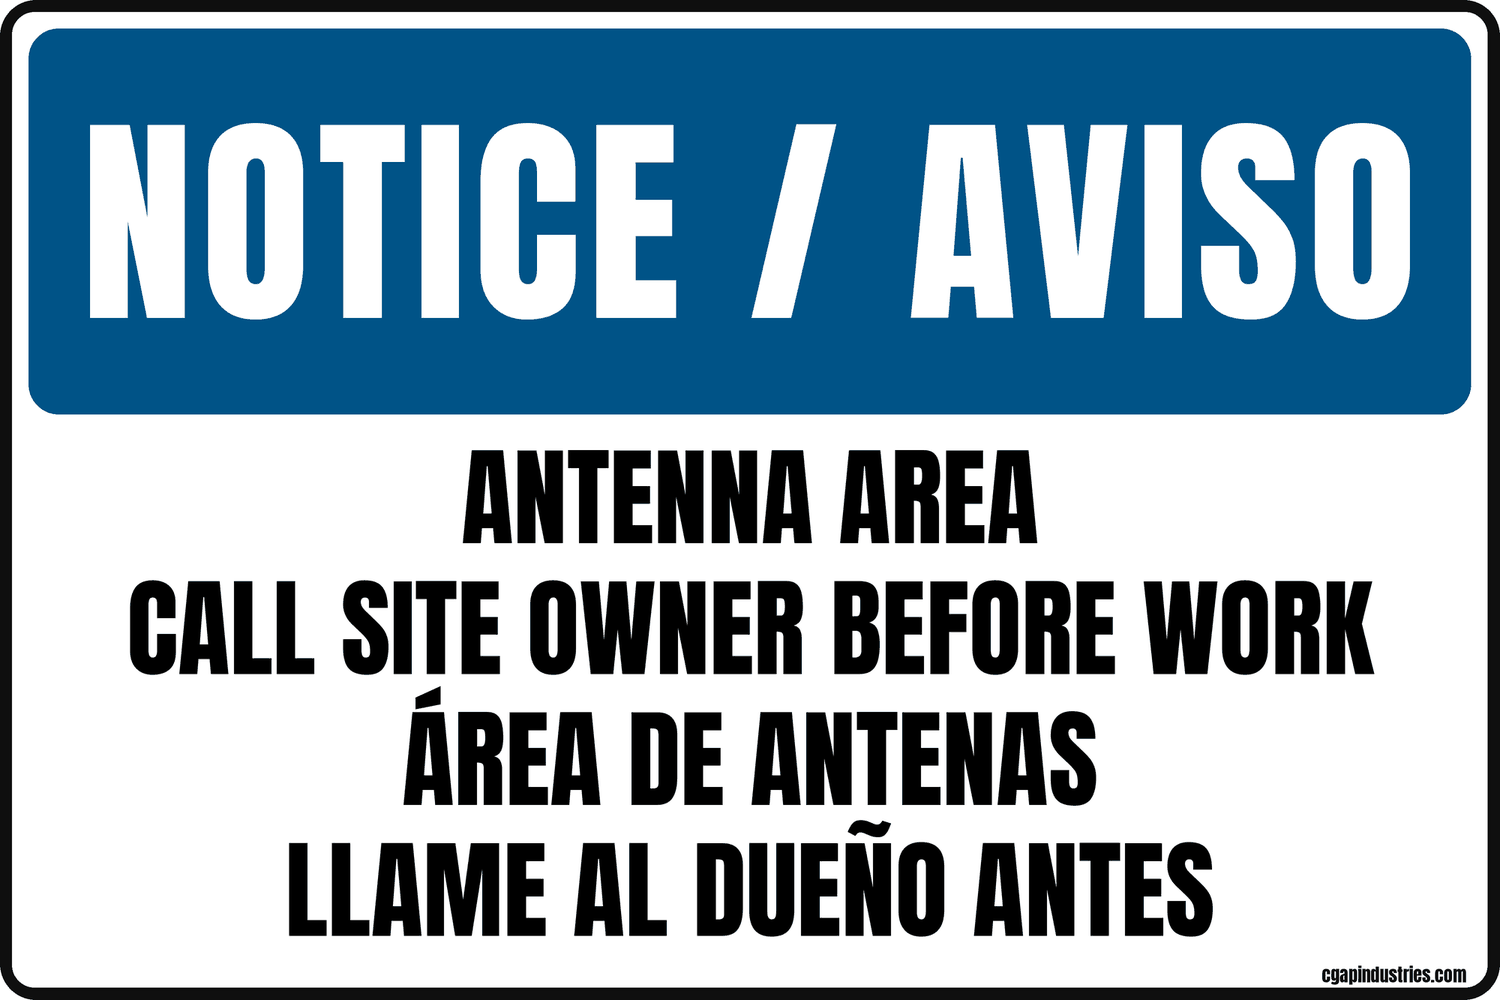 NOTICE / AVISO
ANTENNA AREA
CALL SITE OWNER BEFORE WORK
ÁREA DE ANTENAS
LLAME AL DUEÑO ANTES
cgapindustries.com